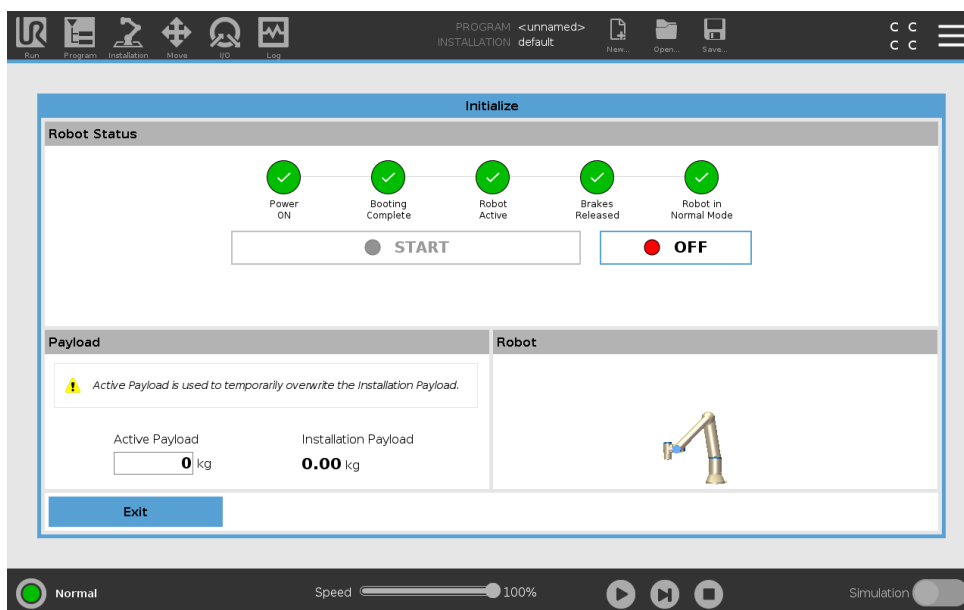 UR
PROGRAM <unnamed>
INSTALLATION default
Run Program Installation Move I/O Log New... Open... Save...
C C
C C
Initialize
Robot Status
Power ON
Booting Complete
Robot Active
Brakes Released
Robot in Normal Mode
START
OFF
Payload
Robot
Active Payload is used to temporarily overwrite the Installation Payload.
Active Payload
Installation Payload
0 kg
0.00 kg
Exit
Normal
Speed
100%
Simulation